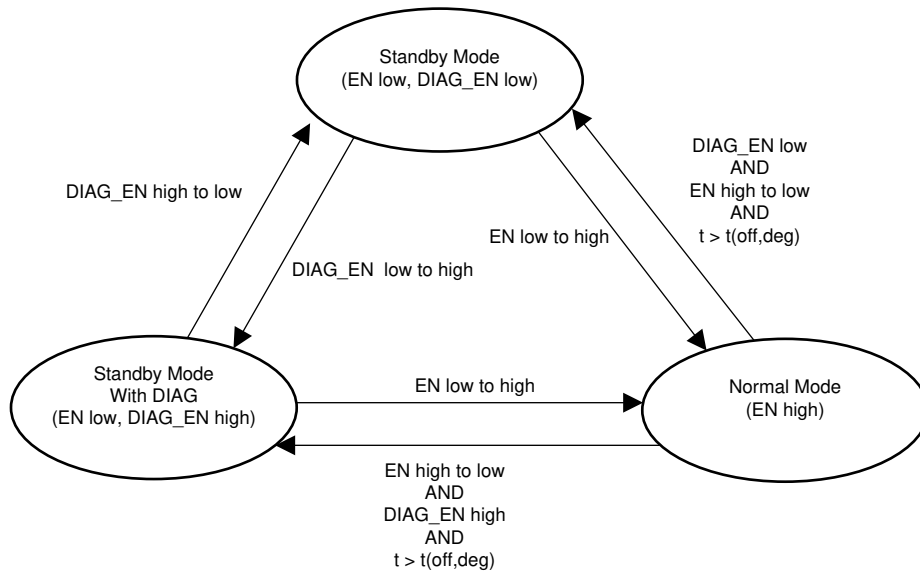 Standby Mode
(EN low, DIAG_EN low)
DIAG_EN high to low
DIAG_EN low to high
EN low to high
DIAG_EN low
AND
EN high to low
AND
t > t(off,deg)
Standby Mode
With DIAG
(EN low, DIAG_EN high)
EN low to high
Normal Mode
(EN high)
EN high to low
AND
DIAG_EN high
AND
t > t(off,deg)